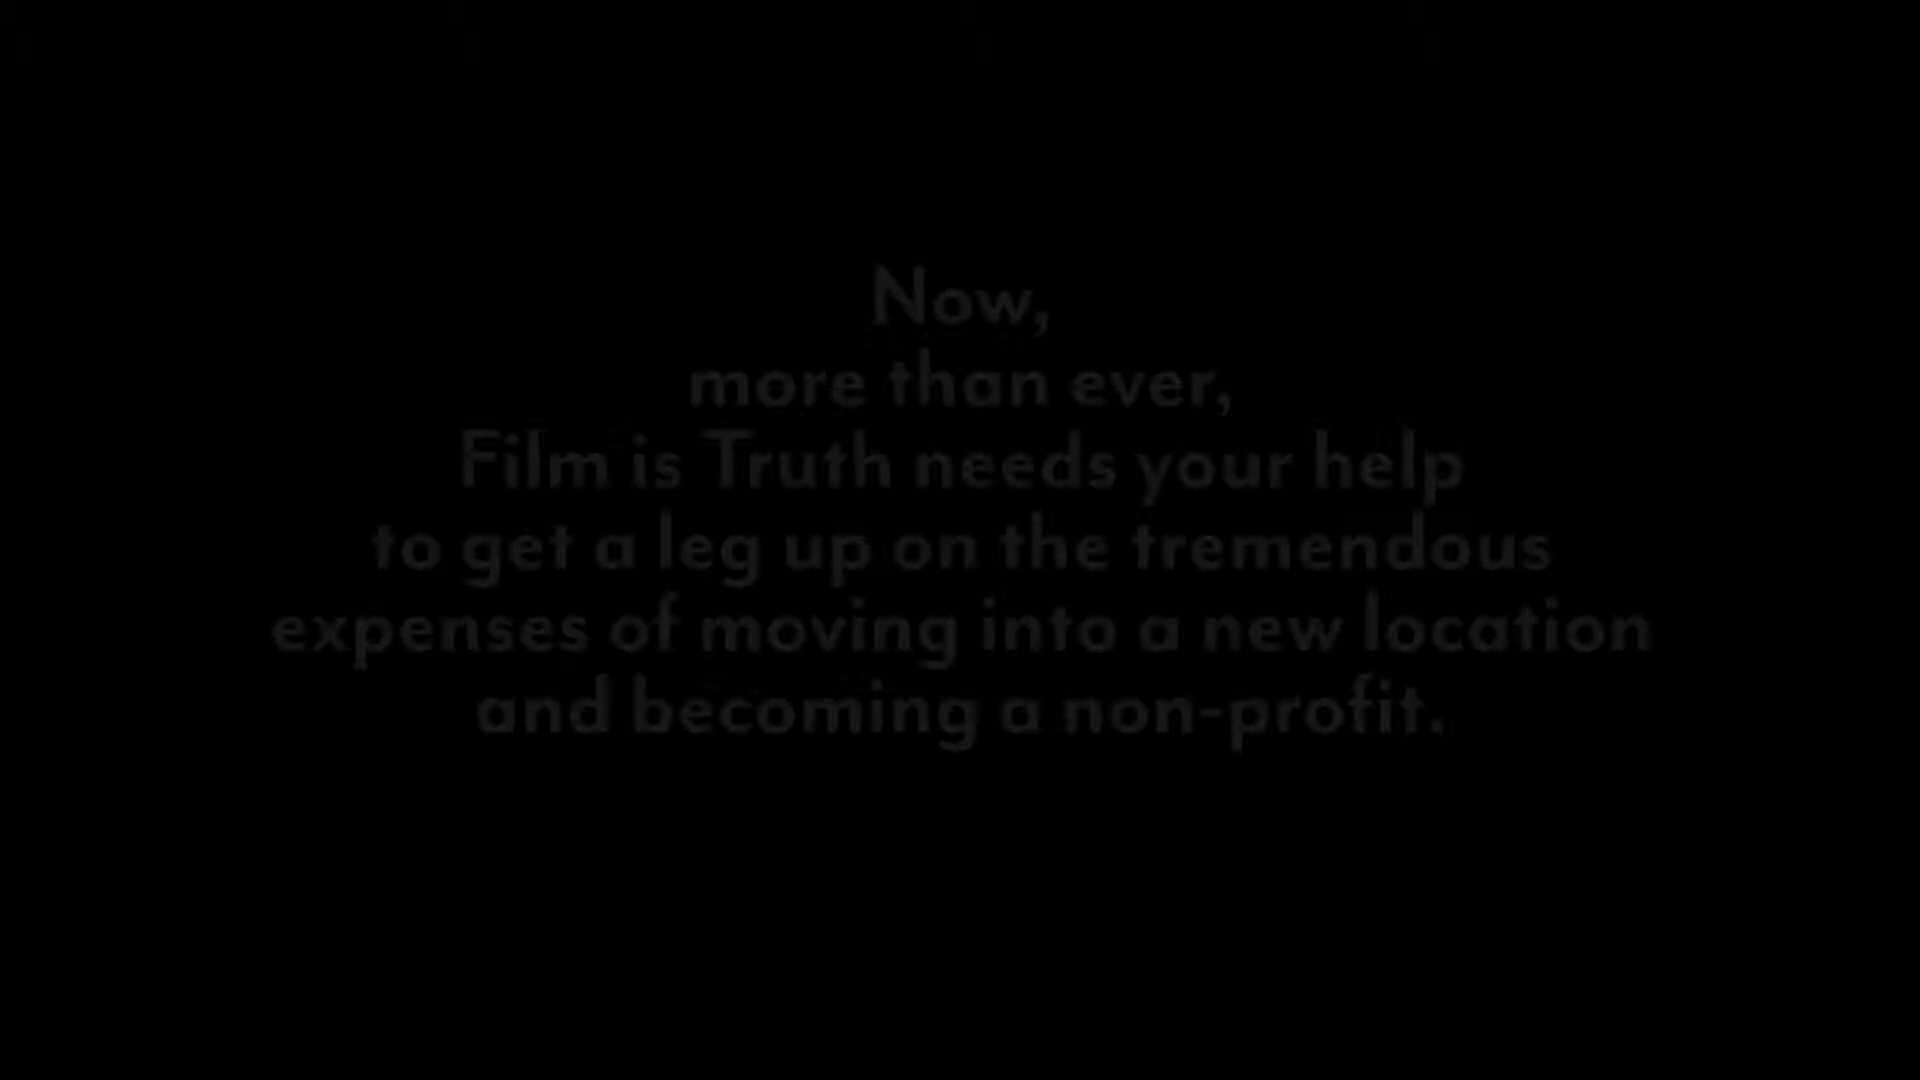 Now,
more than ever,
Film is Truth needs your help
to get a leg up on the tremendous
expenses of moving into a new location
and becoming a non-profit.